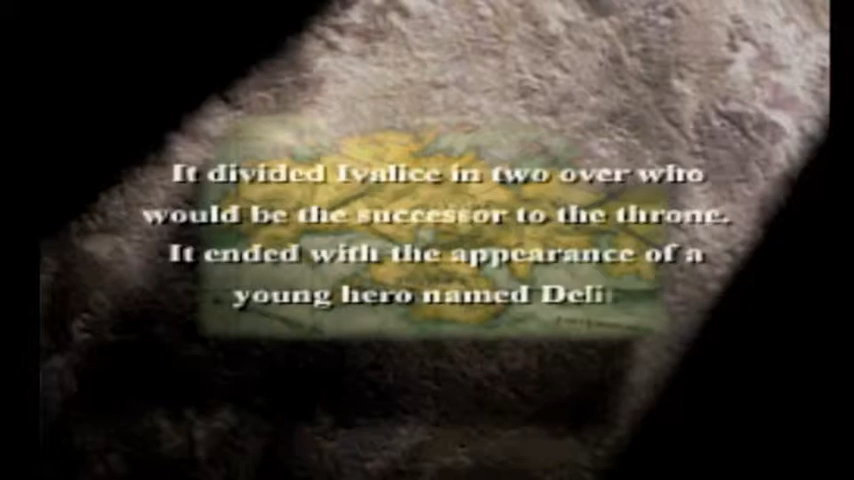 It divided Ivalice in two over who
would be the successor to the throne.
It ended with the appearance of a
young hero named Deli